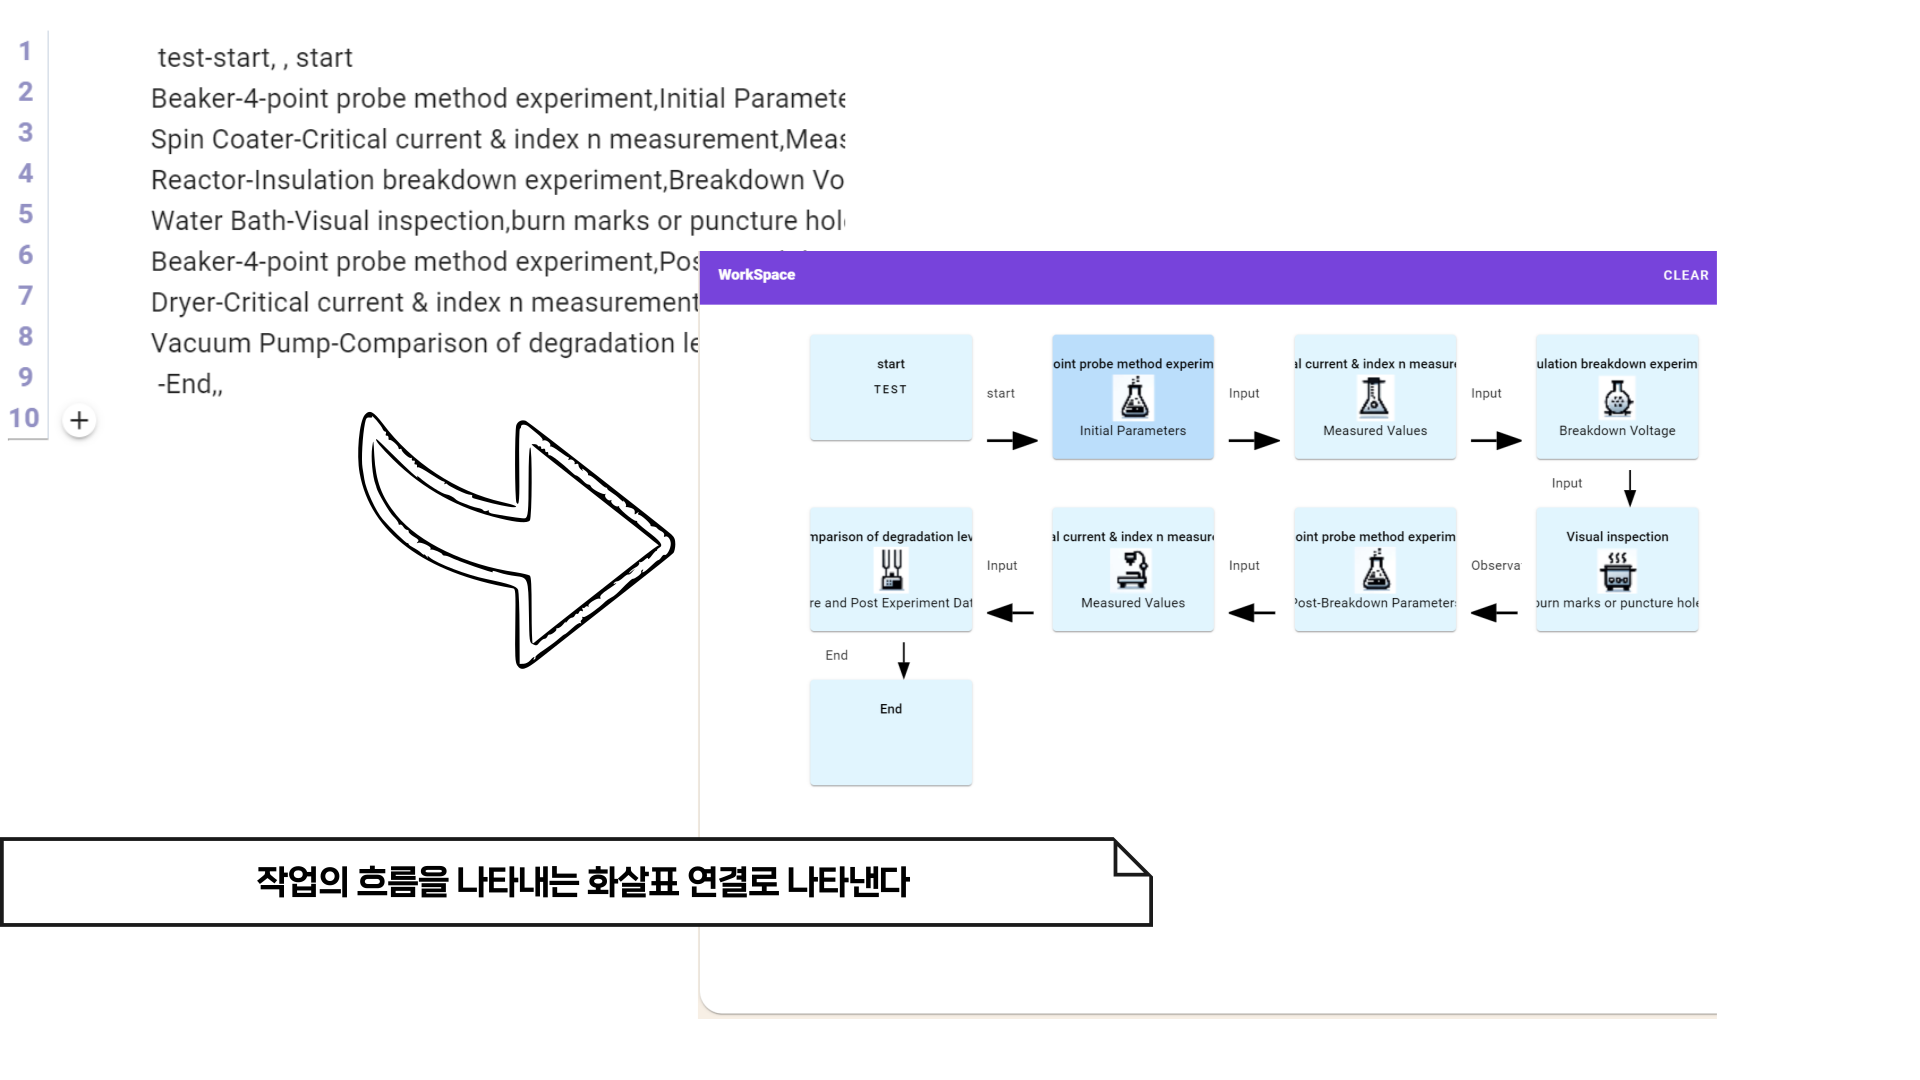 1 test-start, , start
2 Beaker-4-point probe method experiment,Initial Paramete
3 Spin Coater-Critical current & index n measurement,Meas
4 Reactor-Insulation breakdown experiment,Breakdown Vo
5 Water Bath-Visual inspection,burn marks or puncture hol
6 Beaker-4-point probe method experiment,Pos
7 Dryer-Critical current & index n measurement
8 Vacuum Pump-Comparison of degradation le
9 -End,,
10 +
WorkSpace CLEAR
start
TEST
start
oint probe method experim
Initial Parameters
Input
al current & index n measure
Measured Values
Input
ulation breakdown experim
Breakdown Voltage
Input
Visual inspection
burn marks or puncture hole
Observa
oint probe method experim
Post-Breakdown Parameters
Input
al current & index n measure
Measured Values
Input
mparison of degradation lev
re and Post Experiment Dat
End
End
작업의 흐름을 나타내는 화살표 연결로 나타낸다